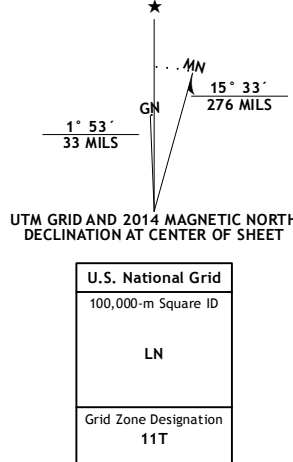 ★
MN
15° 33´
276 MILS
GN
1° 53´
33 MILS
UTM GRID AND 2014 MAGNETIC NORTH
DECLINATION AT CENTER OF SHEET
U.S. National Grid
100,000-m Square ID
LN
Grid Zone Designation
11T